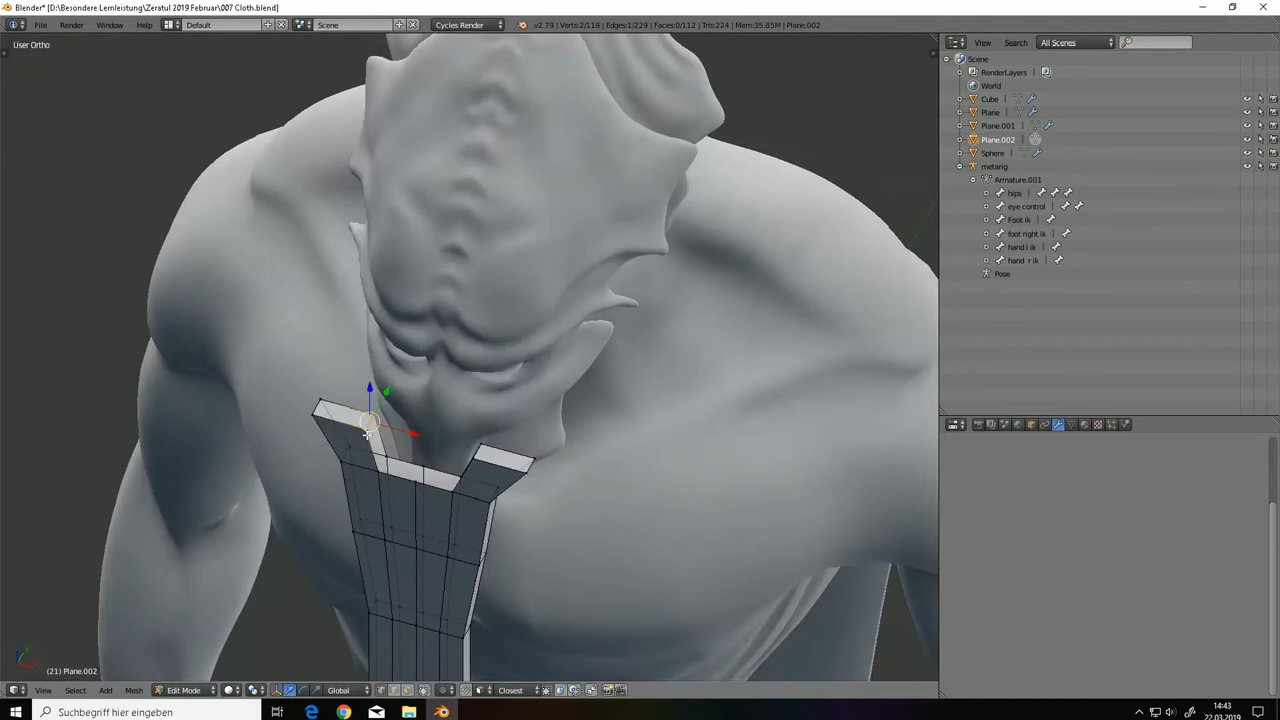 Blender* [D:\Besondere Lernleistung\Zeratul 2019 Februar\007 Cloth.blend]
File Render Window Help Default Scene Cycles Render v2.79 | Verts:2/118 | Edges:1/229 | Faces:0/112 | Tris:224 | Mem:35.85M | Plane.002
User Ortho
View Search All Scenes
Scene
RenderLayers
World
Cube
Plane
Plane.001
Plane.002
Sphere
metarig
Armature.001
hips
eye control
Foot ik
foot right ik
hand l ik
hand r ik
Pose
(21) Plane.002
View Select Add Mesh Edit Mode Global Closest
Suchbegriff hier eingeben
14:43
22.03.2019